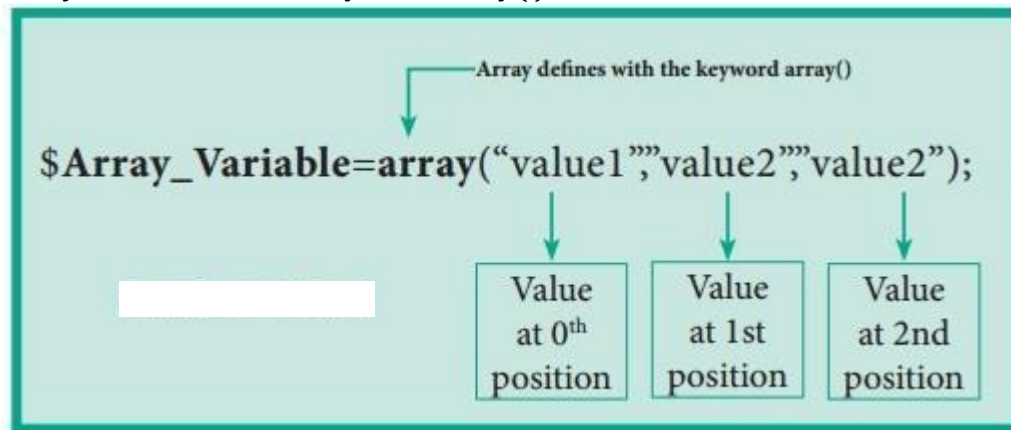 Array defines with the keyword array()
$Array_Variable=array(“value1”,”value2”,”value2”);
Value
at 0th
position
Value
at 1st
position
Value
at 2nd
position